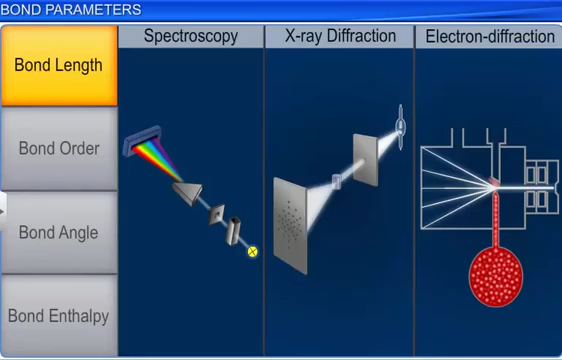 BOND PARAMETERS
Bond Length
Bond Order
Bond Angle
Bond Enthalpy
Spectroscopy
X-ray Diffraction
Electron-diffraction